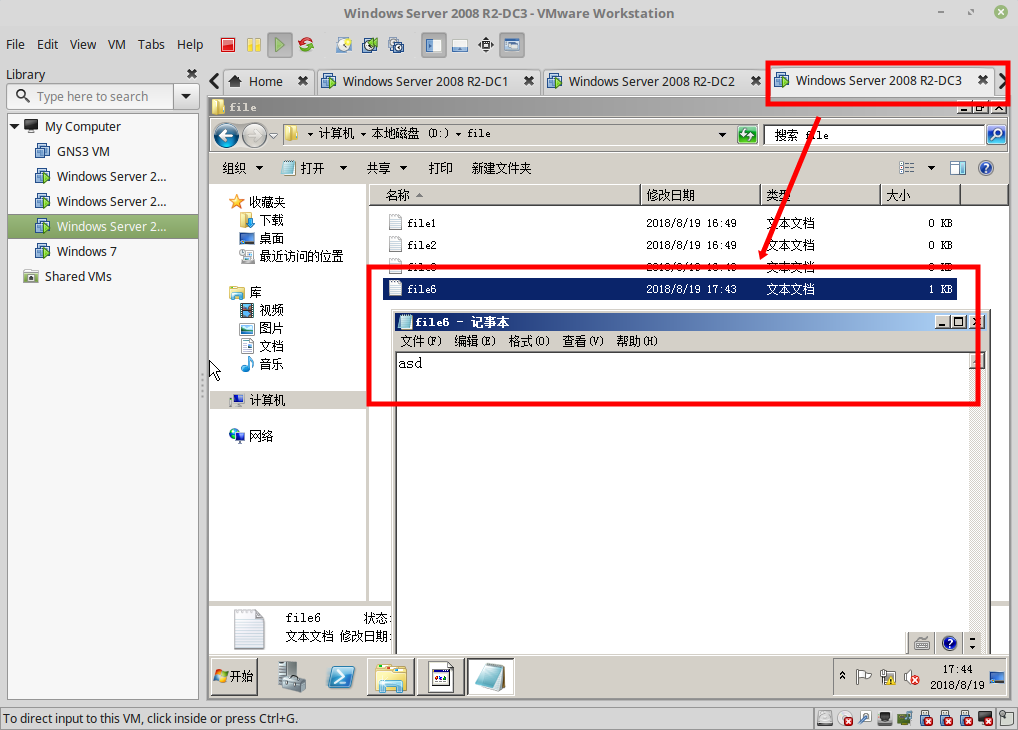 Windows Server 2008 R2-DC3 - VMware Workstation
File Edit View VM Tabs Help
Library
Type here to search
My Computer
GNS3 VM
Windows Server 2...
Windows Server 2...
Windows Server 2...
Windows 7
Shared VMs
Home
Windows Server 2008 R2-DC1
Windows Server 2008 R2-DC2
Windows Server 2008 R2-DC3
file
计算机 本地磁盘 (D:) file
搜索 file
组织 打开 共享 打印 新建文件夹
收藏夹
下载
桌面
最近访问的位置
库
视频
图片
文档
音乐
计算机
网络
名称 修改日期 类型 大小
file1 2018/8/19 16:49 文本文档 0 KB
file2 2018/8/19 16:49 文本文档 0 KB
文本文档
file6 2018/8/19 17:43 文本文档 1 KB
file6 - 记事本
文件(F) 编辑(E) 格式(O) 查看(V) 帮助(H)
asd
file6 状态:
文本文档 修改日期:
开始
17:44
2018/8/19
To direct input to this VM, click inside or press Ctrl+G.